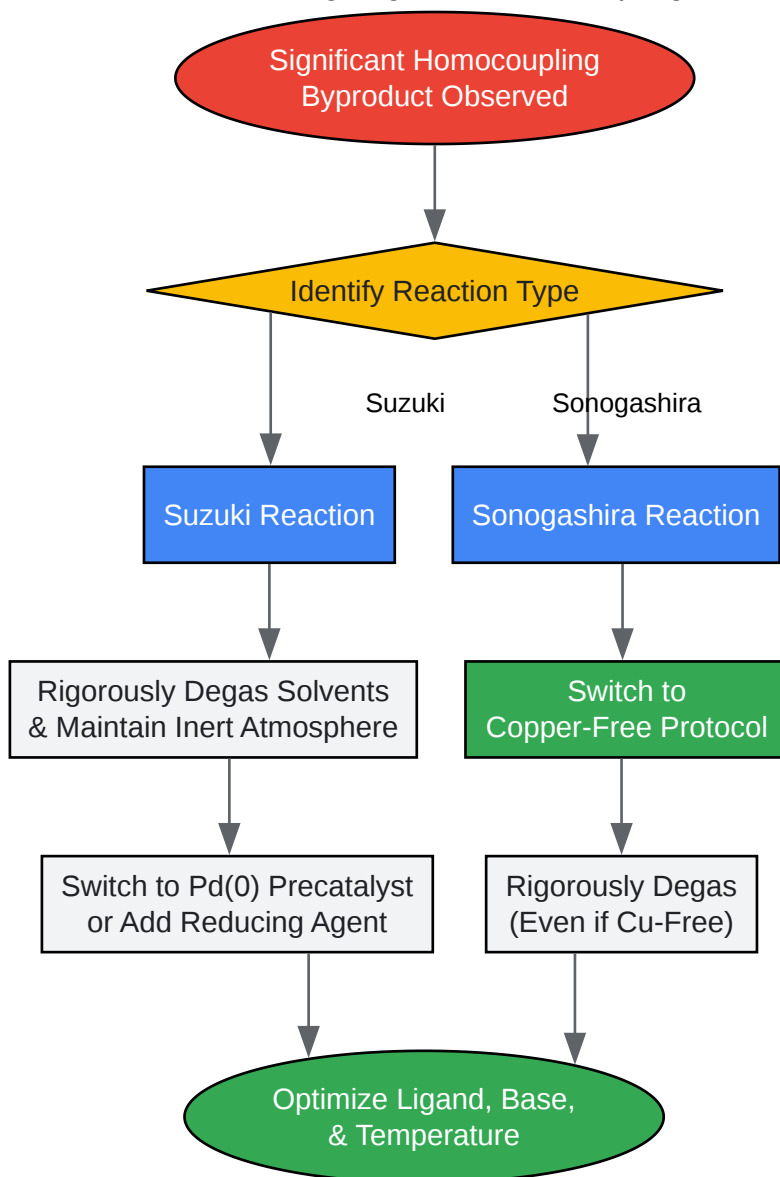 Significant Homocoupling
Byproduct Observed
Identify Reaction Type
Suzuki
Sonogashira
Suzuki Reaction
Sonogashira Reaction
Rigorously Degas Solvents
& Maintain Inert Atmosphere
Switch to
Copper-Free Protocol
Switch to Pd(0) Precatalyst
or Add Reducing Agent
Rigorously Degas
(Even if Cu-Free)
Optimize Ligand, Base,
& Temperature